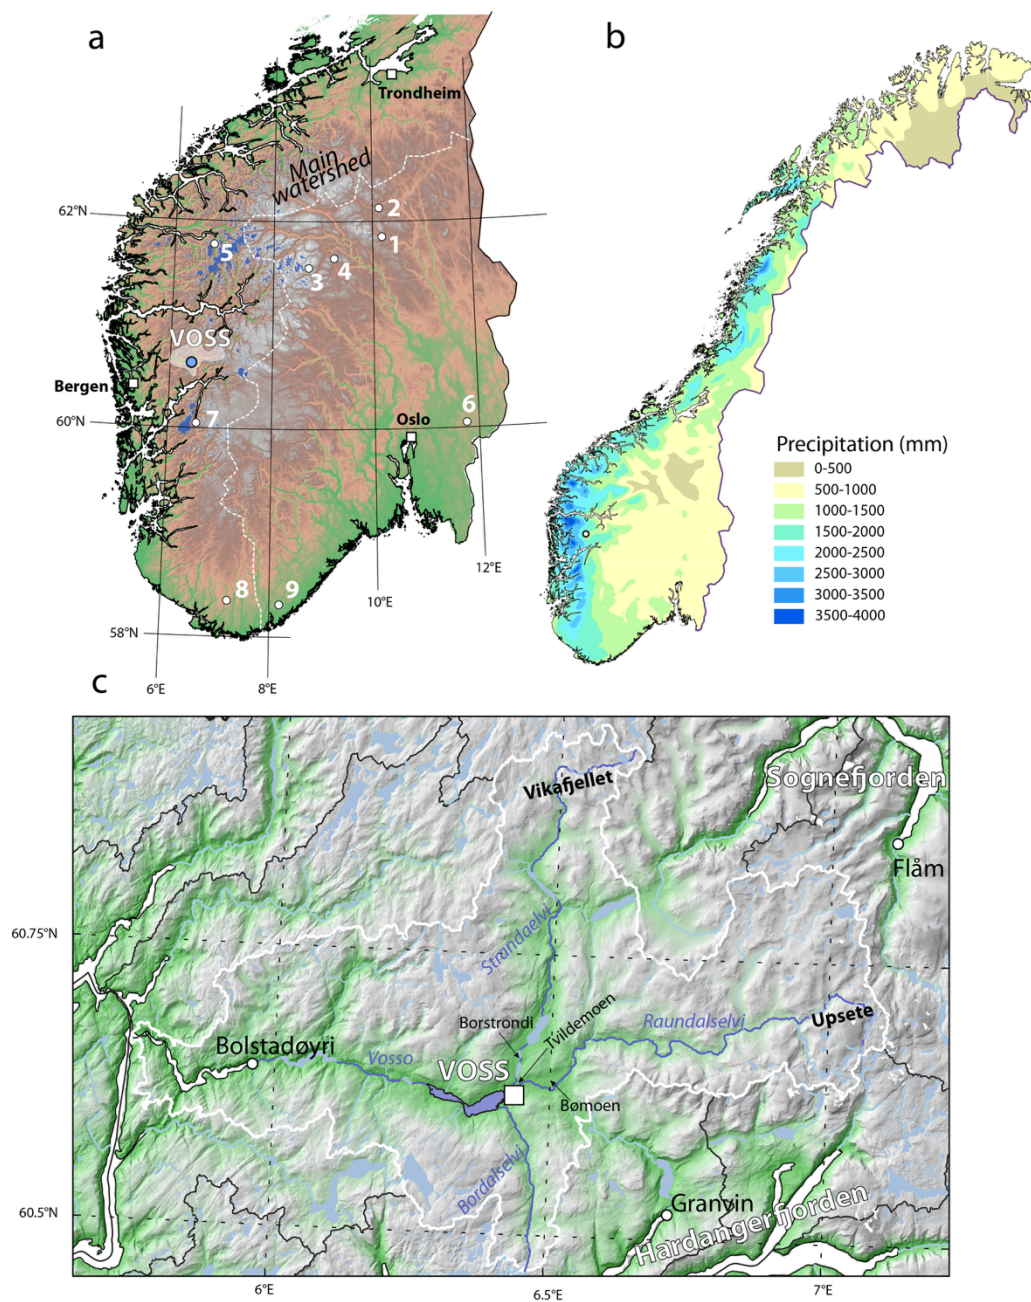 a
Trondheim
Main
watershed
62°N
2
1
5
4
3
VOSS
Bergen
60°N
7
6
Oslo
8
9
58°N
12°E
10°E
6°E
8°E
b
Precipitation (mm)
0-500
500-1000
1000-1500
1500-2000
2000-2500
2500-3000
3000-3500
3500-4000
c
Vikafjellet
Sognefjorden
Flåm
60.75°N
Strandaelvi
Tvildemoen
Borstrondi
Raundalselvi
Upsete
Bolstadøyri
Vosso
VOSS
Bømoen
Bordalselvi
Granvin
Hardangerfjorden
60.5°N
6°E
6.5°E
7°E